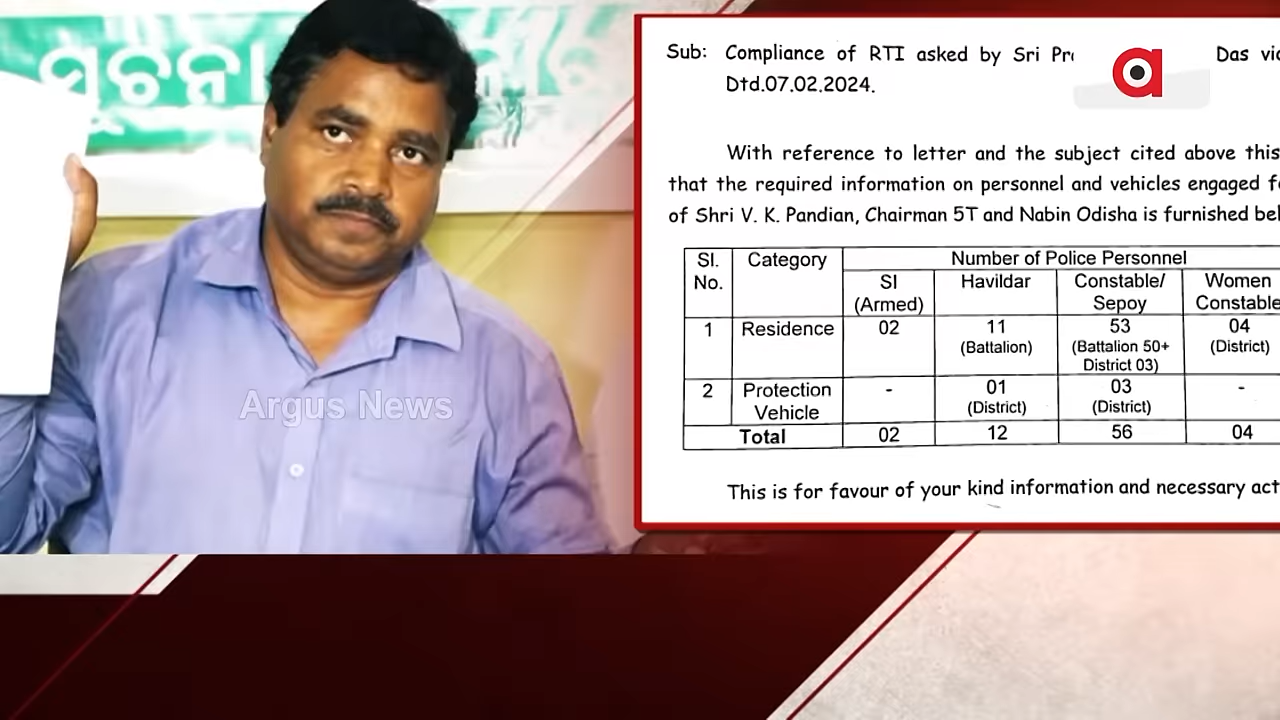 ସୂଚନା
Argus News
a
Sub: Compliance of RTI asked by Sri Pr Das
Dtd.07.02.2024.
With reference to letter and the subject cited above this
that the required information on personnel and vehicles engaged
of Shri V. K. Pandian, Chairman 5T and Nabin Odisha is furnished
Sl. No. Category Number of Police Personnel
SI (Armed) Havildar Constable/ Sepoy Women Constable
1 Residence 02 11 53 04
(Battalion) (Battalion 50+ District 03) (District)
2 Protection Vehicle - 01 03 -
(District) (District)
Total 02 12 56 04
This is for favour of your kind information and necessary